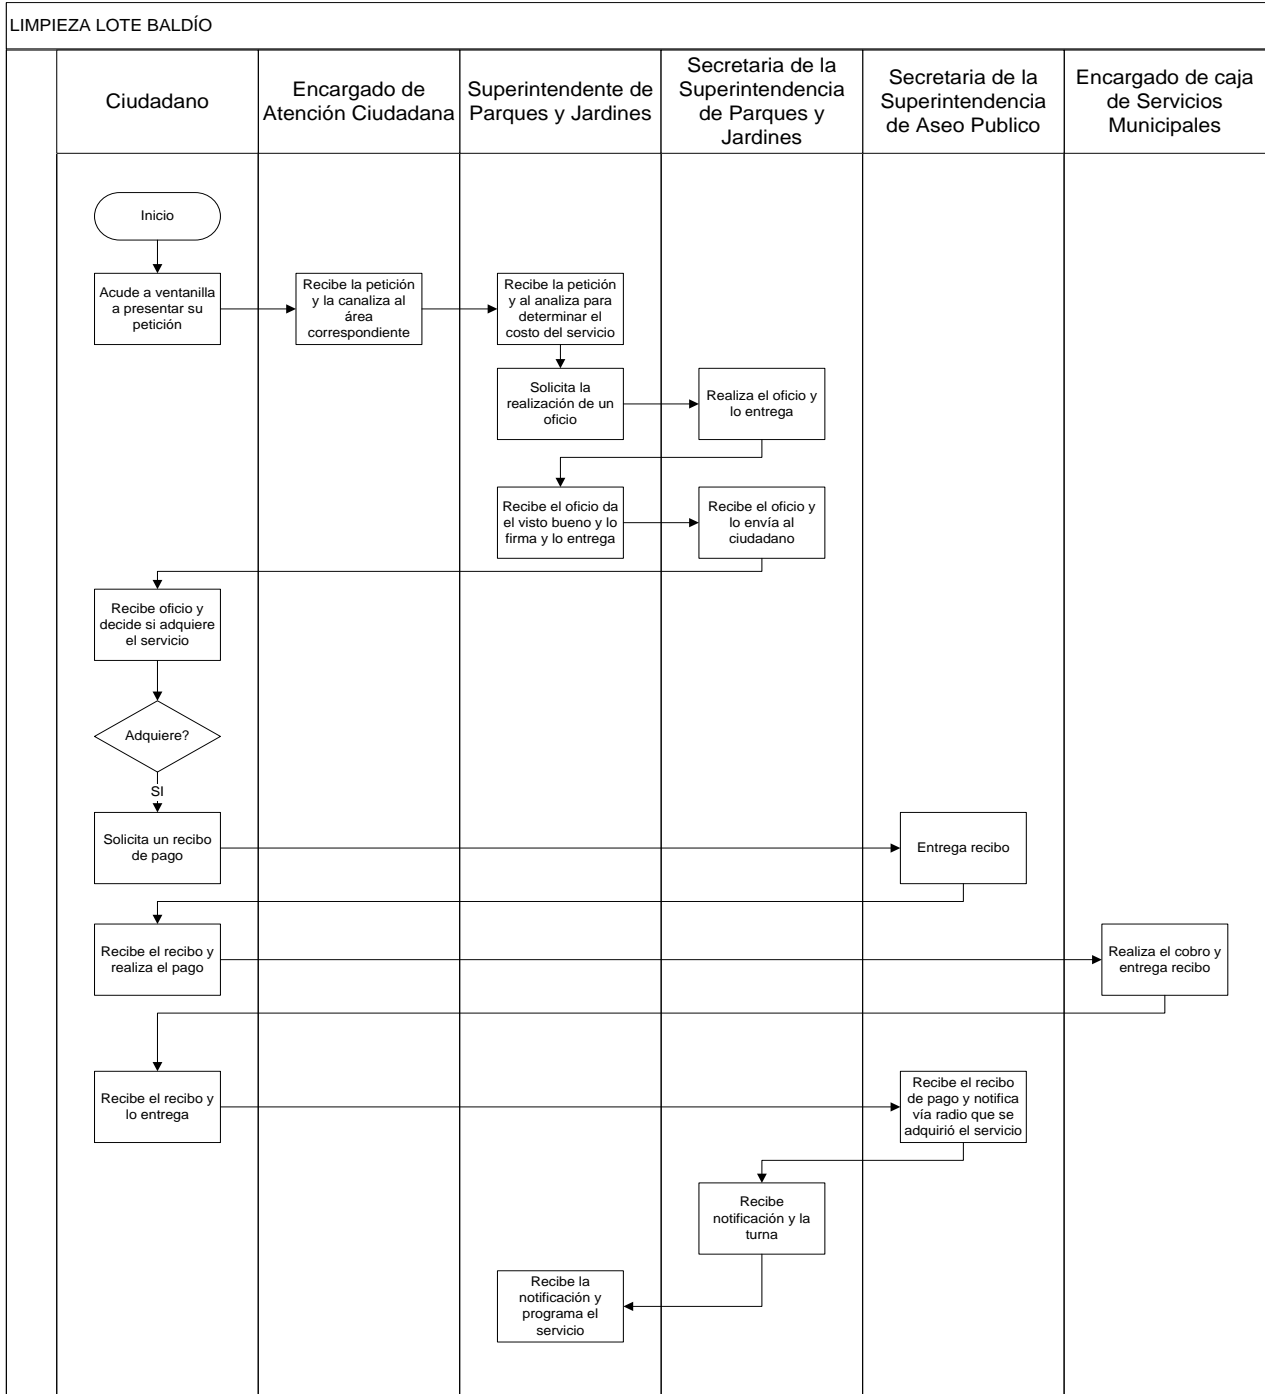 LIMPIEZA LOTE BALDÍO
Ciudadano
Encargado de
Atención Ciudadana
Superintendente de
Parques y Jardines
Secretaria de la
Superintendencia
de Parques y
Jardines
Secretaria de la
Superintendencia
de Aseo Publico
Encargado de caja
de Servicios
Municipales
Inicio
Acude a ventanilla
a presentar su
petición
Recibe la petición
y la canaliza al
área
correspondiente
Recibe la petición
y al analiza para
determinar el
costo del servicio
Solicita la
realización de un
oficio
Realiza el oficio y
lo entrega
Recibe el oficio da
el visto bueno y lo
firma y lo entrega
Recibe el oficio y
lo envía al
ciudadano
Recibe oficio y
decide si adquiere
el servicio
Adquiere?
SI
Solicita un recibo
de pago
Entrega recibo
Recibe el recibo y
realiza el pago
Realiza el cobro y
entrega recibo
Recibe el recibo y
lo entrega
Recibe el recibo
de pago y notifica
vía radio que se
adquirió el servicio
Recibe
notificación y la
turna
Recibe la
notificación y
programa el
servicio